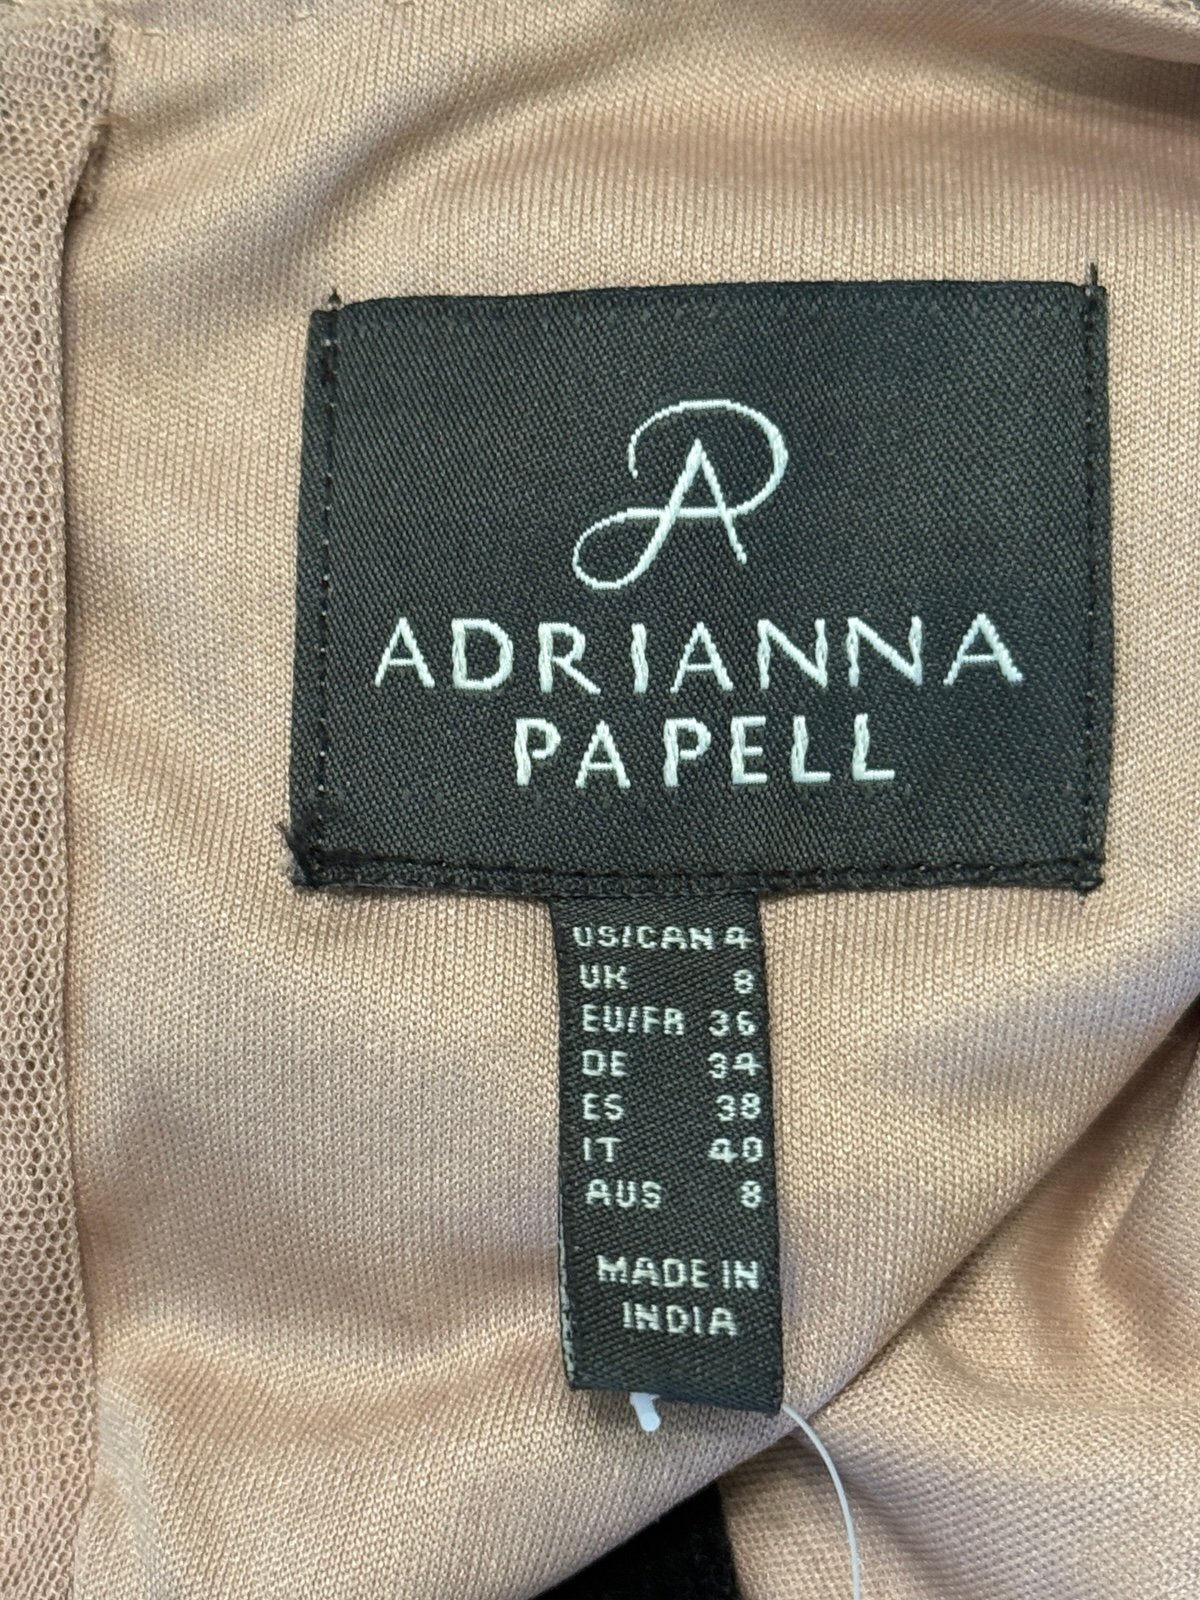 AP
ADRIANNA
PAPELL
US/CAN 4
UK 8
EU/FR 36
DE 34
ES 38
IT 40
AUS 8
MADE IN
INDIA